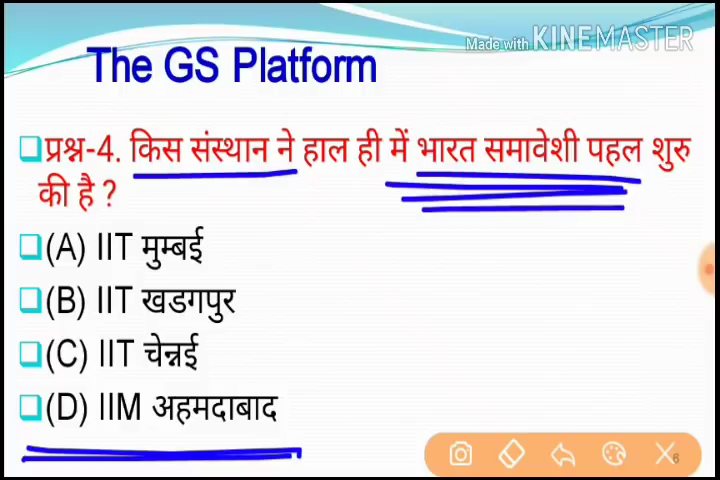 Made with KINEMASTER
The GS Platform
प्रश्न-4. किस संस्थान ने हाल ही में भारत समावेशी पहल शुरु
की है ?
(A) IIT मुम्बई
(B) IIT खडगपुर
(C) IIT चेन्नई
(D) IIM अहमदाबाद
6